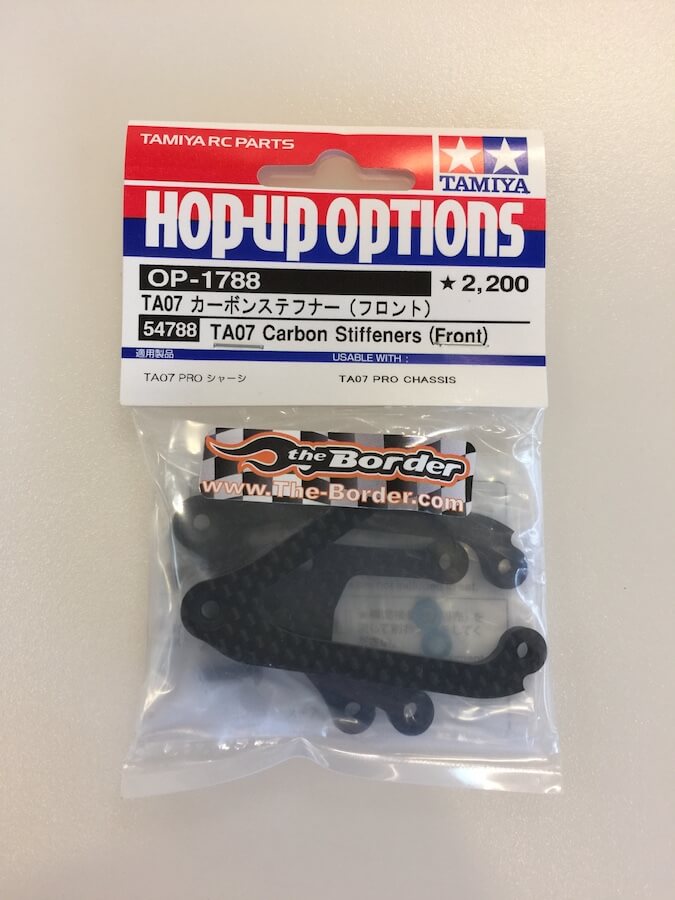 TAMIYA RC PARTS
TAMIYA
HOP-UP OPTIONS
OP-1788
★2,200
TA07 カーボンステフナー（フロント）
54788 TA07 Carbon Stiffeners (Front)
適用製品
USABLE WITH :
TA07 PRO シャーシ
TA07 PRO CHASSIS
the Border
www.The-Border.com